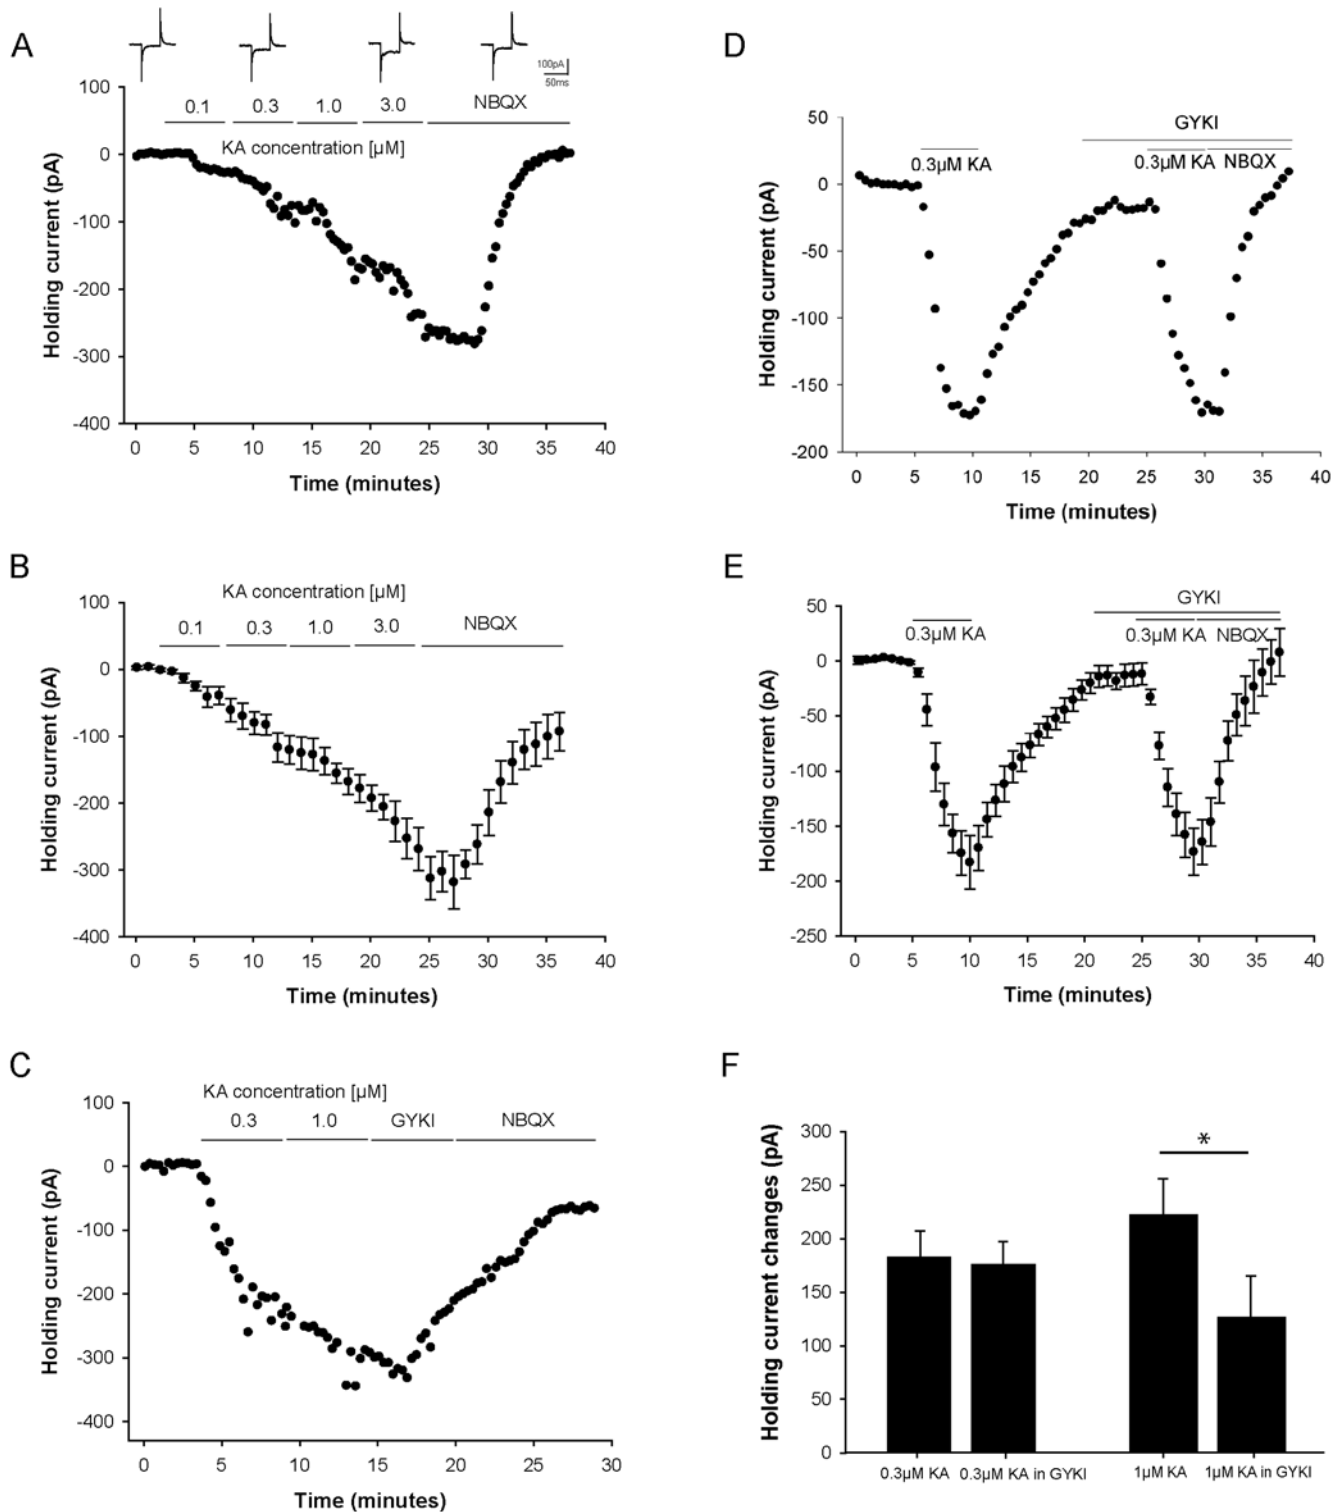 A
100pA
50ms
100
0
-100
-200
-300
-400
0.1 0.3 1.0 3.0 NBQX
KA concentration [µM]
Holding current (pA)
0 5 10 15 20 25 30 35 40
Time (minutes)
B
KA concentration [µM]
100
0
-100
-200
-300
-400
0.1 0.3 1.0 3.0 NBQX
Holding current (pA)
0 5 10 15 20 25 30 35 40
Time (minutes)
C
KA concentration [µM]
100
0
-100
-200
-300
-400
0.3 1.0 GYKI NBQX
Holding current (pA)
0 5 10 15 20 25 30
Time (minutes)
D
50
0
-50
-100
-150
-200
GYKI
0.3µM KA 0.3µM KA NBQX
Holding current (pA)
0 5 10 15 20 25 30 35 40
Time (minutes)
E
50
0
-50
-100
-150
-200
-250
GYKI
0.3µM KA 0.3µM KA NBQX
Holding current (pA)
0 5 10 15 20 25 30 35 40
Time (minutes)
F
300
250
200
150
100
50
0
*
Holding current changes (pA)
0.3µM KA 0.3µM KA in GYKI 1µM KA 1µM KA in GYKI